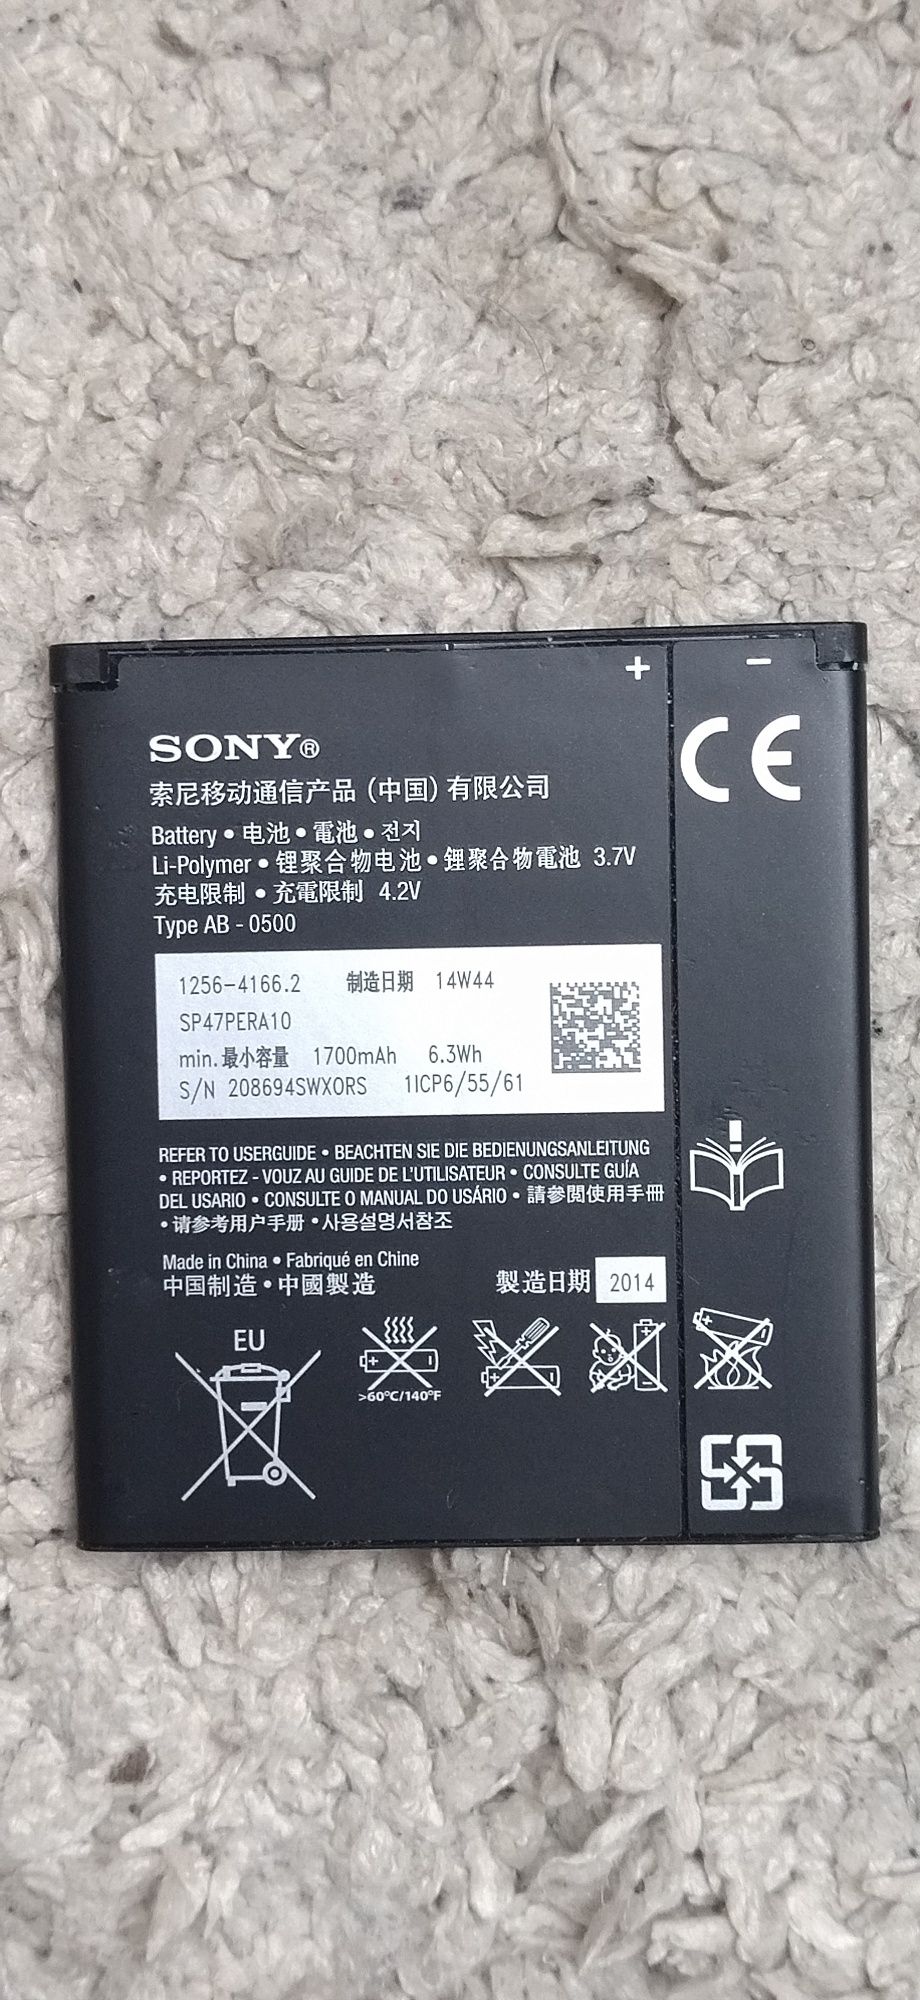 + −
SONY®
索尼移动通信产品（中国）有限公司
Battery • 电池 • 電池 • 전지
Li-Polymer • 锂聚合物电池 • 鋰聚合物電池 3.7V
充电限制 • 充電限制 4.2V
Type AB - 0500
CE
1256-4166.2 制造日期 14W44
SP47PERA10
min. 最小容量 1700mAh 6.3Wh
S/N 208694SWXORS 1ICP6/55/61
REFER TO USERGUIDE • BEACHTEN SIE DIE BEDIENUNGSANLEITUNG
• REPORTEZ - VOUZ AU GUIDE DE L'UTILISATEUR • CONSULTE GUÍA
DEL USARIO • CONSULTE O MANUAL DO USÁRIO • 請參閱使用手冊
• 请参考用户手册 • 사용설명서참조
Made in China • Fabriqué en Chine
中国制造 • 中國製造
製造日期 2014
EU
>60°C/140°F